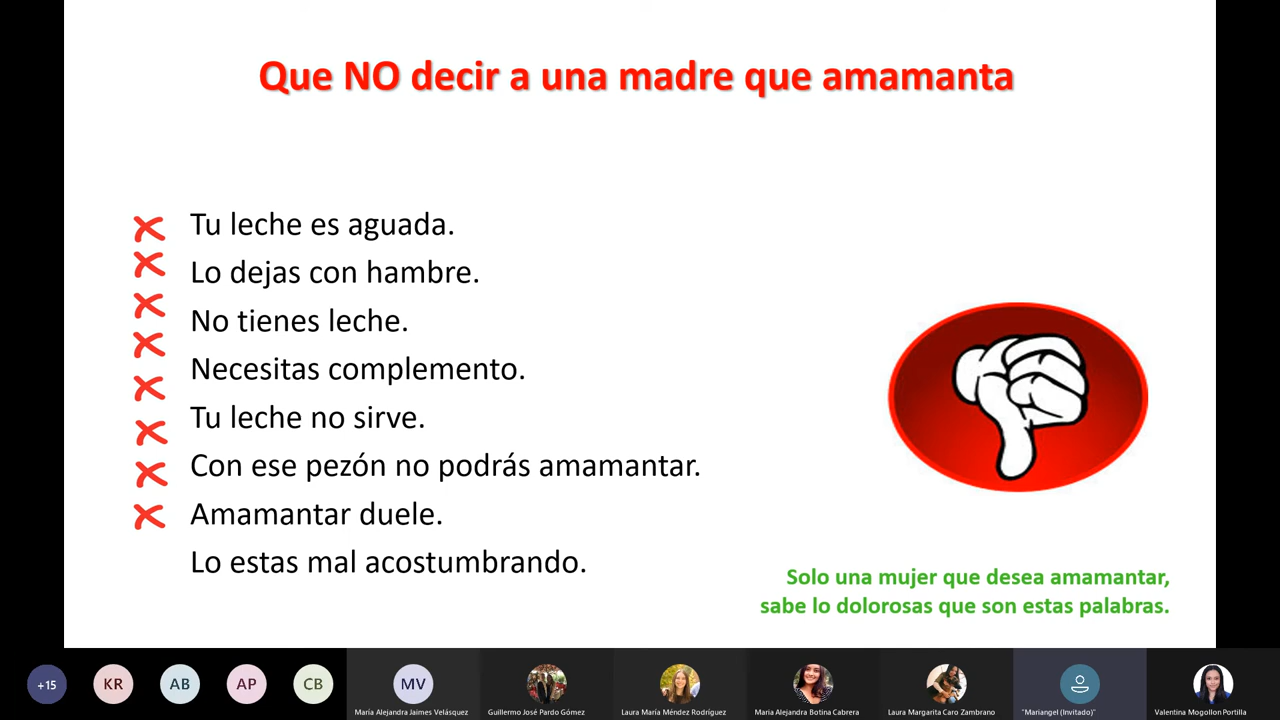 Que NO decir a una madre que amamanta
Tu leche es aguada.
Lo dejas con hambre.
No tienes leche.
Necesitas complemento.
Tu leche no sirve.
Con ese pezón no podrás amamantar.
Amamantar duele.
Lo estas mal acostumbrando.
Solo una mujer que desea amamantar,
sabe lo dolorosas que son estas palabras.
+15 KR AB AP CB MV
María Alejandra Jaimes Velásquez Guillermo José Pardo Gómez Laura María Méndez Rodríguez María Alejandra Botina Cabrera Laura Margarita Caro Zambrano "Mariangel (Invitado)" Valentina Mogollon Portilla